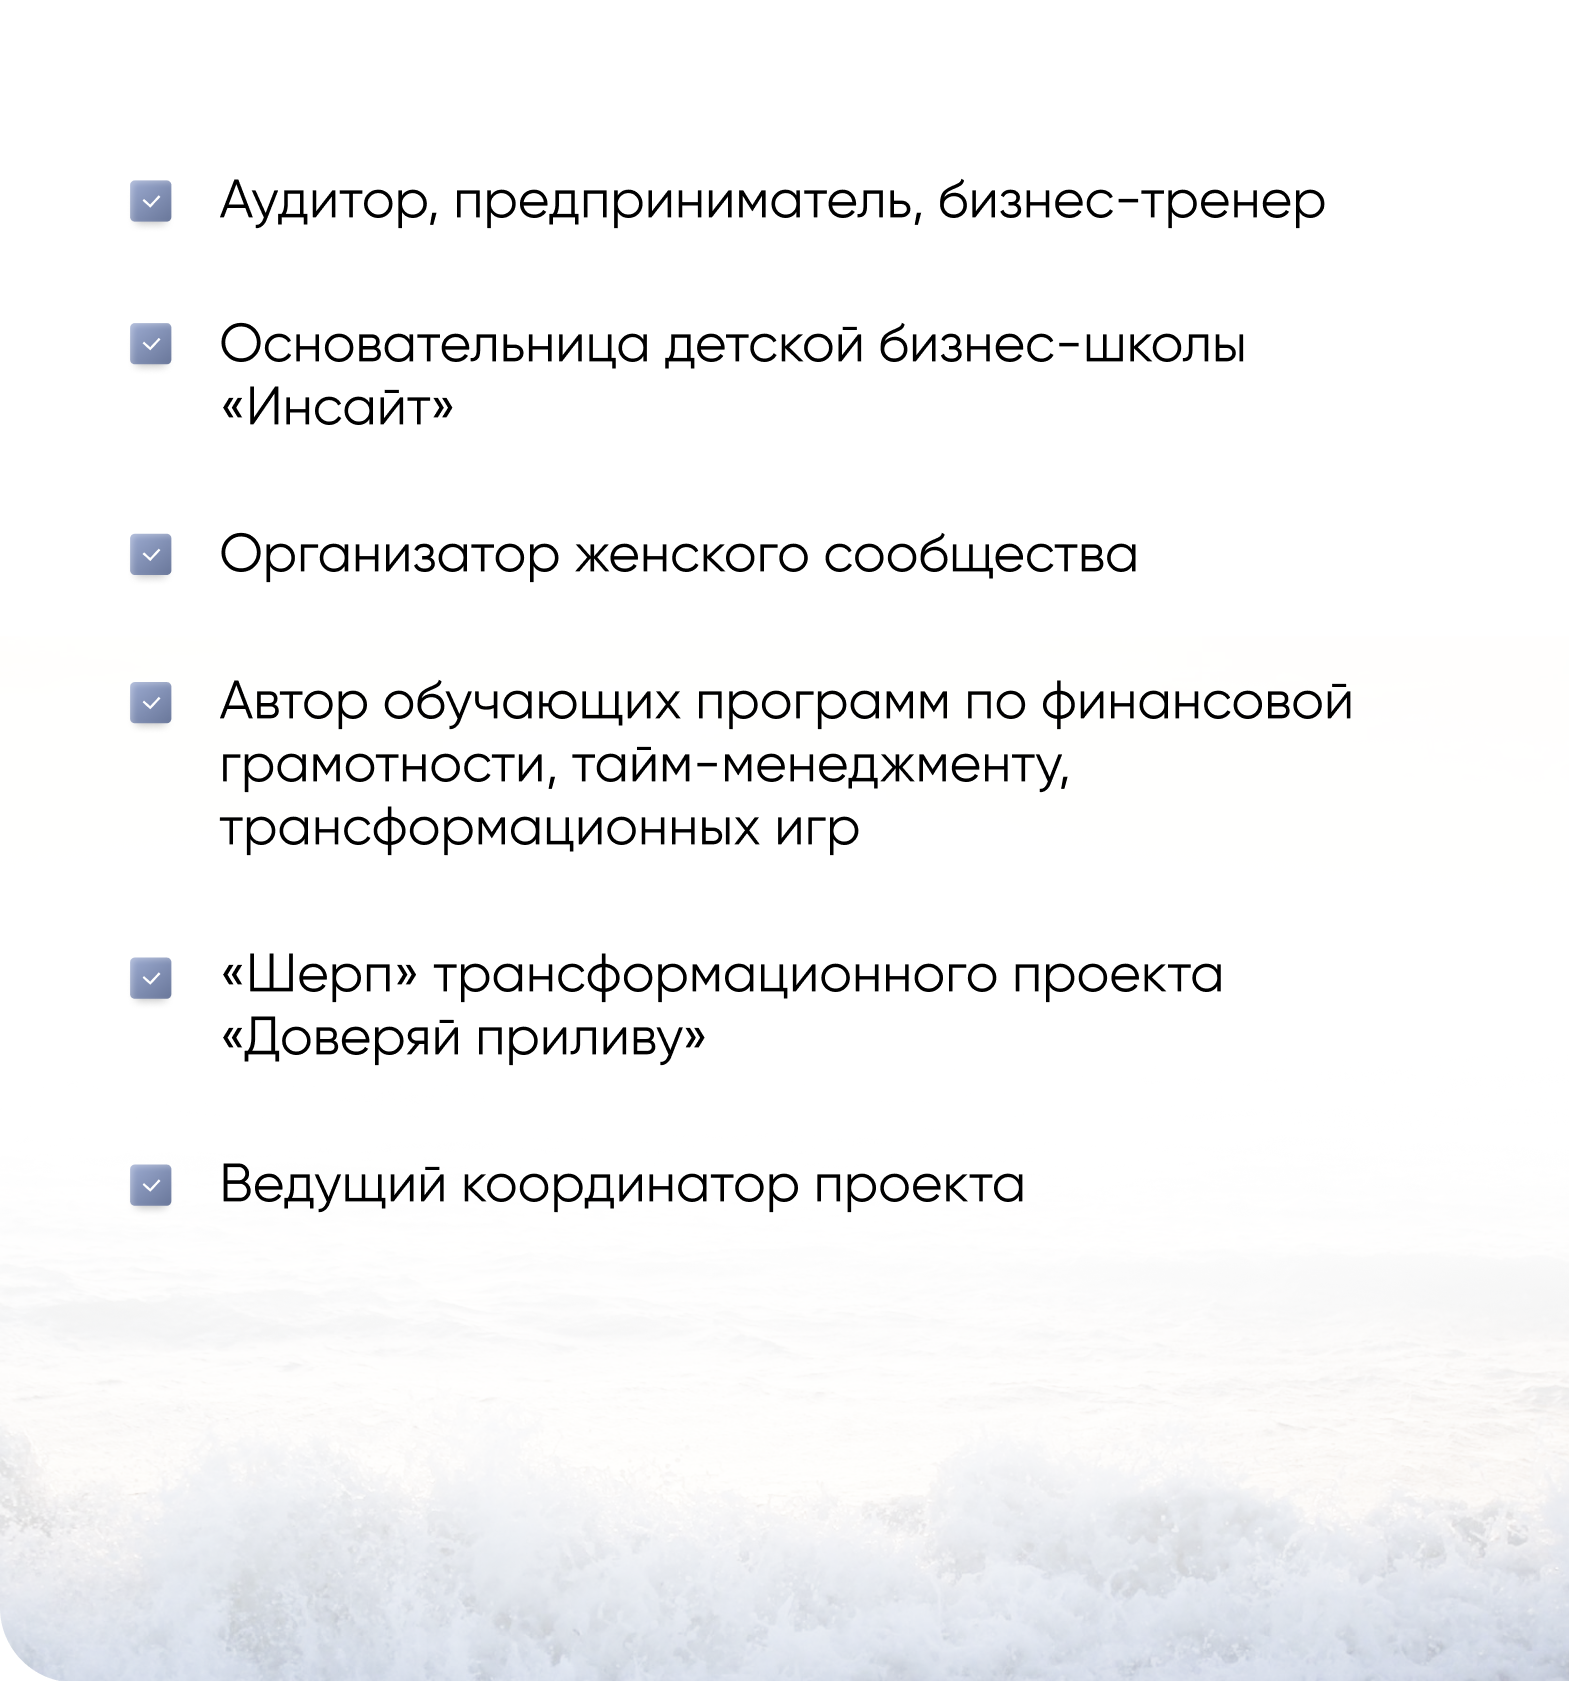 Аудитор, предприниматель, бизнес-тренер
Основательница детской бизнес-школы
«Инсайт»
Организатор женского сообщества
Автор обучающих программ по финансовой
грамотности, тайм-менеджменту,
трансформационных игр
«Шерп» трансформационного проекта
«Доверяй приливу»
Ведущий координатор проекта